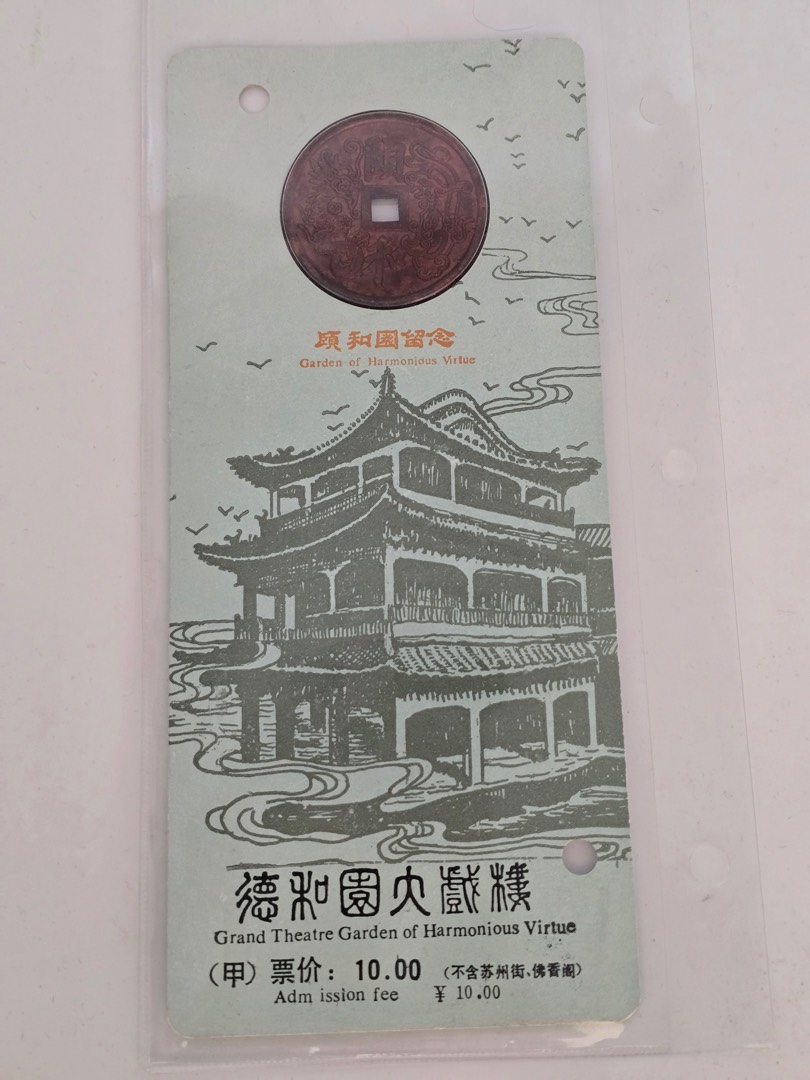 頤和園留念
Garden of Harmonious Virtue
德和園大戲樓
Grand Theatre Garden of Harmonious Virtue
（甲）票价：10.00（不含苏州街、佛香阁）
Adm ission fee ￥10.00